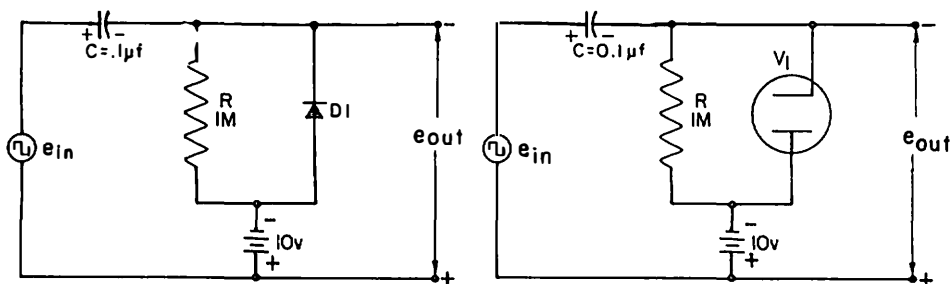 + - -
C=.1µf
R
1M
D1
e_in
e_out
-
10v
+
+
+ - -
C=0.1µf
V1
R
1M
e_in
e_out
-
10v
+
+